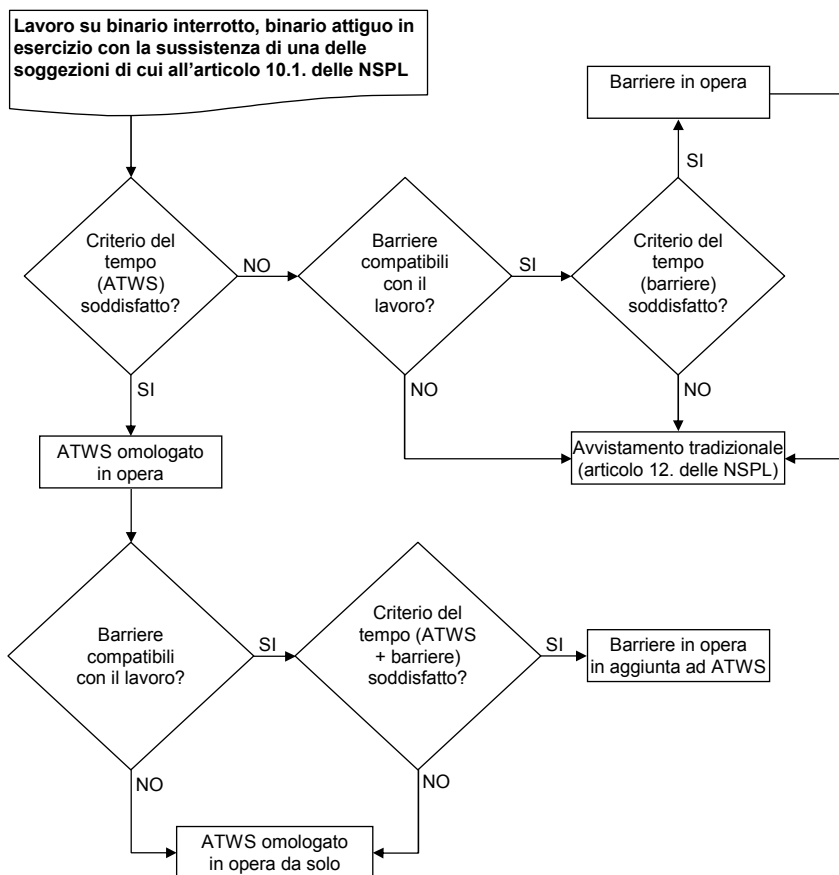 Lavoro su binario interrotto, binario attiguo in
esercizio con la sussistenza di una delle
soggezioni di cui all'articolo 10.1. delle NSPL
Barriere in opera
SI
Criterio del
tempo
(ATWS)
soddisfatto?
NO
Barriere
compatibili
con il
lavoro?
SI
Criterio del
tempo
(barriere)
soddisfatto?
SI
NO
NO
ATWS omologato
in opera
Avvistamento tradizionale
(articolo 12. delle NSPL)
Barriere
compatibili
con il lavoro?
SI
Criterio del
tempo (ATWS
+ barriere)
soddisfatto?
SI
Barriere in opera
in aggiunta ad ATWS
NO
NO
ATWS omologato
in opera da solo